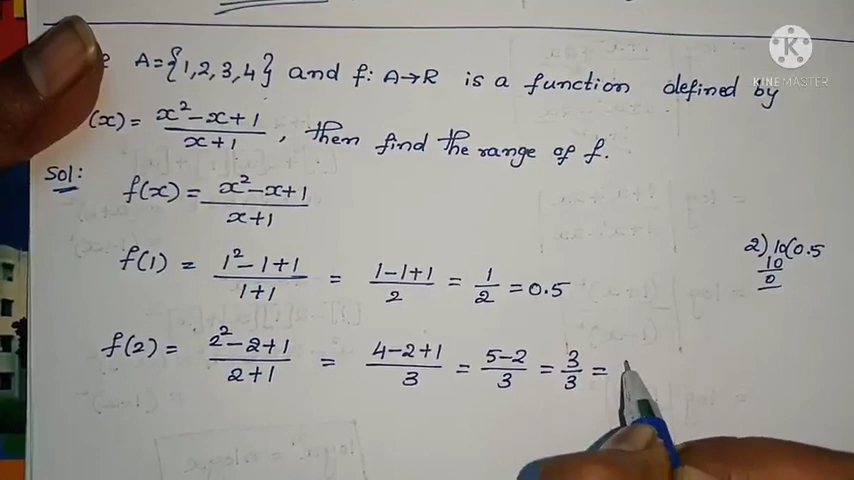 KINEMASTER
A={1,2,3,4} and f: A→R is a function defined by
(x)= x²-x+1/x+1, then find the range of f.
Sol:
f(x)= x²-x+1/x+1
f(1) = 1²-1+1/1+1 = 1-1+1/2 = 1/2 = 0.5
2)10(0.5
10
0
f(2)= 2²-2+1/2+1 = 4-2+1/3 = 5-2/3 = 3/3 =